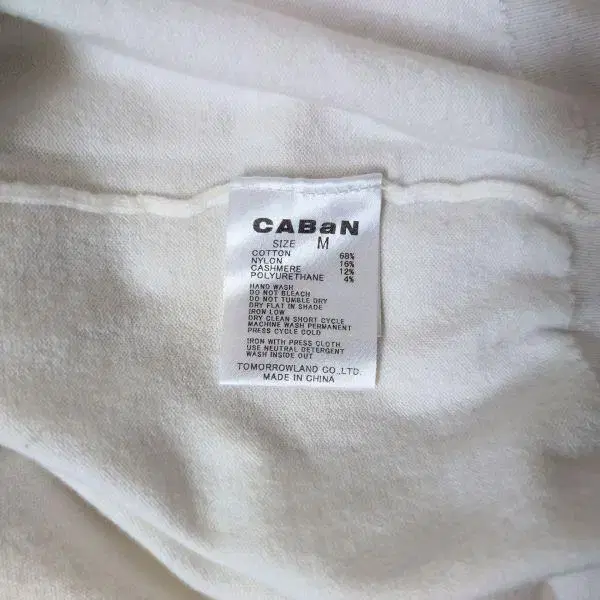 CABaN
SIZE M
COTTON 68%
NYLON 16%
CASHMERE 12%
POLYURETHANE 4%
HAND WASH
DO NOT BLEACH
DO NOT TUMBLE DRY
DRY FLAT IN SHADE
IRON LOW
DRY CLEAN SHORT CYCLE
MACHINE WASH PERMANENT
PRESS CYCLE COLD
IRON WITH PRESS CLOTH
USE NEUTRAL DETERGENT
WASH INSIDE OUT
TOMORROWLAND CO.,LTD.
MADE IN CHINA